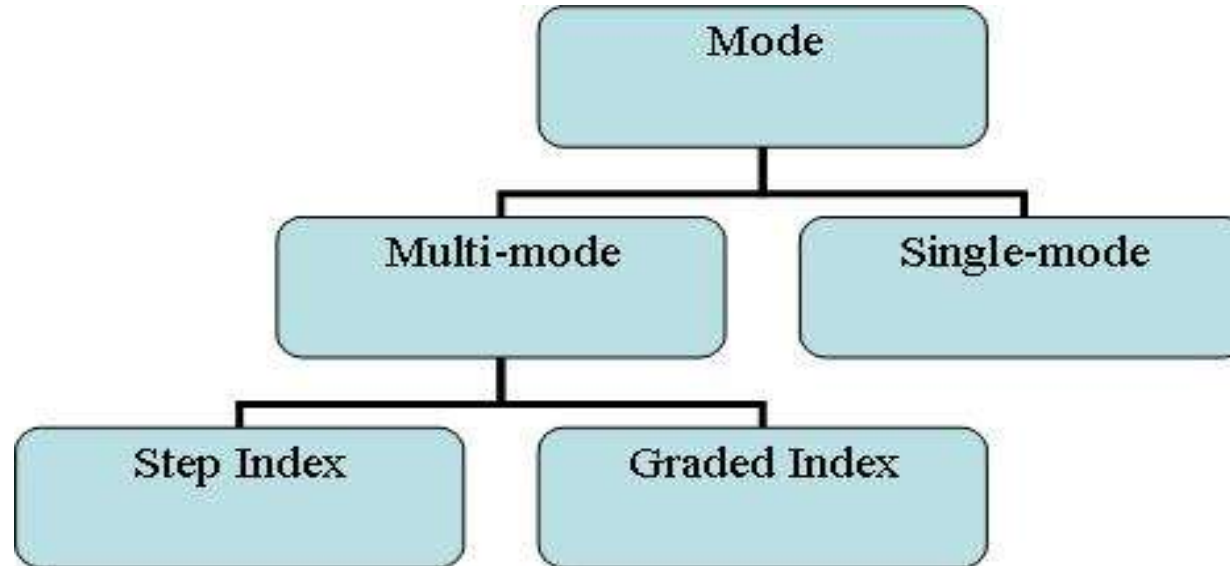 Mode
Multi-mode
Single-mode
Step Index
Graded Index